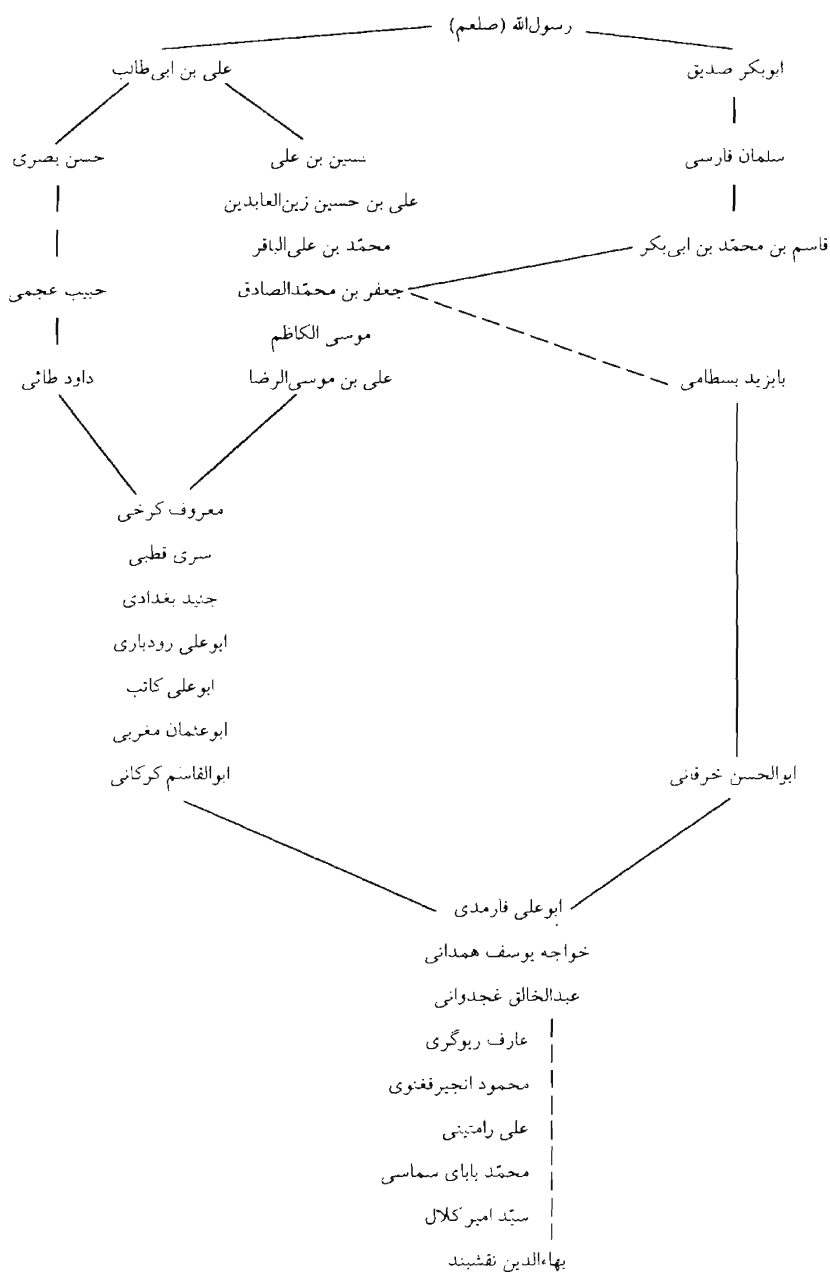 رسول‌الله (صلعم)
ابوبکر صدیق
علی بن ابی‌طالب
سلمان فارسی
حسین بن علی
حسن بصری
علی بن حسین زین‌العابدین
قاسم بن محمّد بن ابی‌بکر
محمّد بن علی‌الباقر
جعفر بن محمّدالصادق
حبیب عجمی
موسی الکاظم
بایزید بسطامی
علی بن موسی‌الرضا
داود طائی
معروف کرخی
سری قطبی
جنید بغدادی
ابوعلی رودباری
ابوعلی کاتب
ابوعثمان مغربی
ابوالحسن خرقانی
ابوالقاسم کرکانی
ابوعلی فارمدی
خواجه یوسف همدانی
عبدالخالق غجدوانی
عارف ریوگری
محمود انجیرفغنوی
علی رامتینی
محمّد بابای سماسی
سیّد امیر کلال
بهاءالدین نقشبند